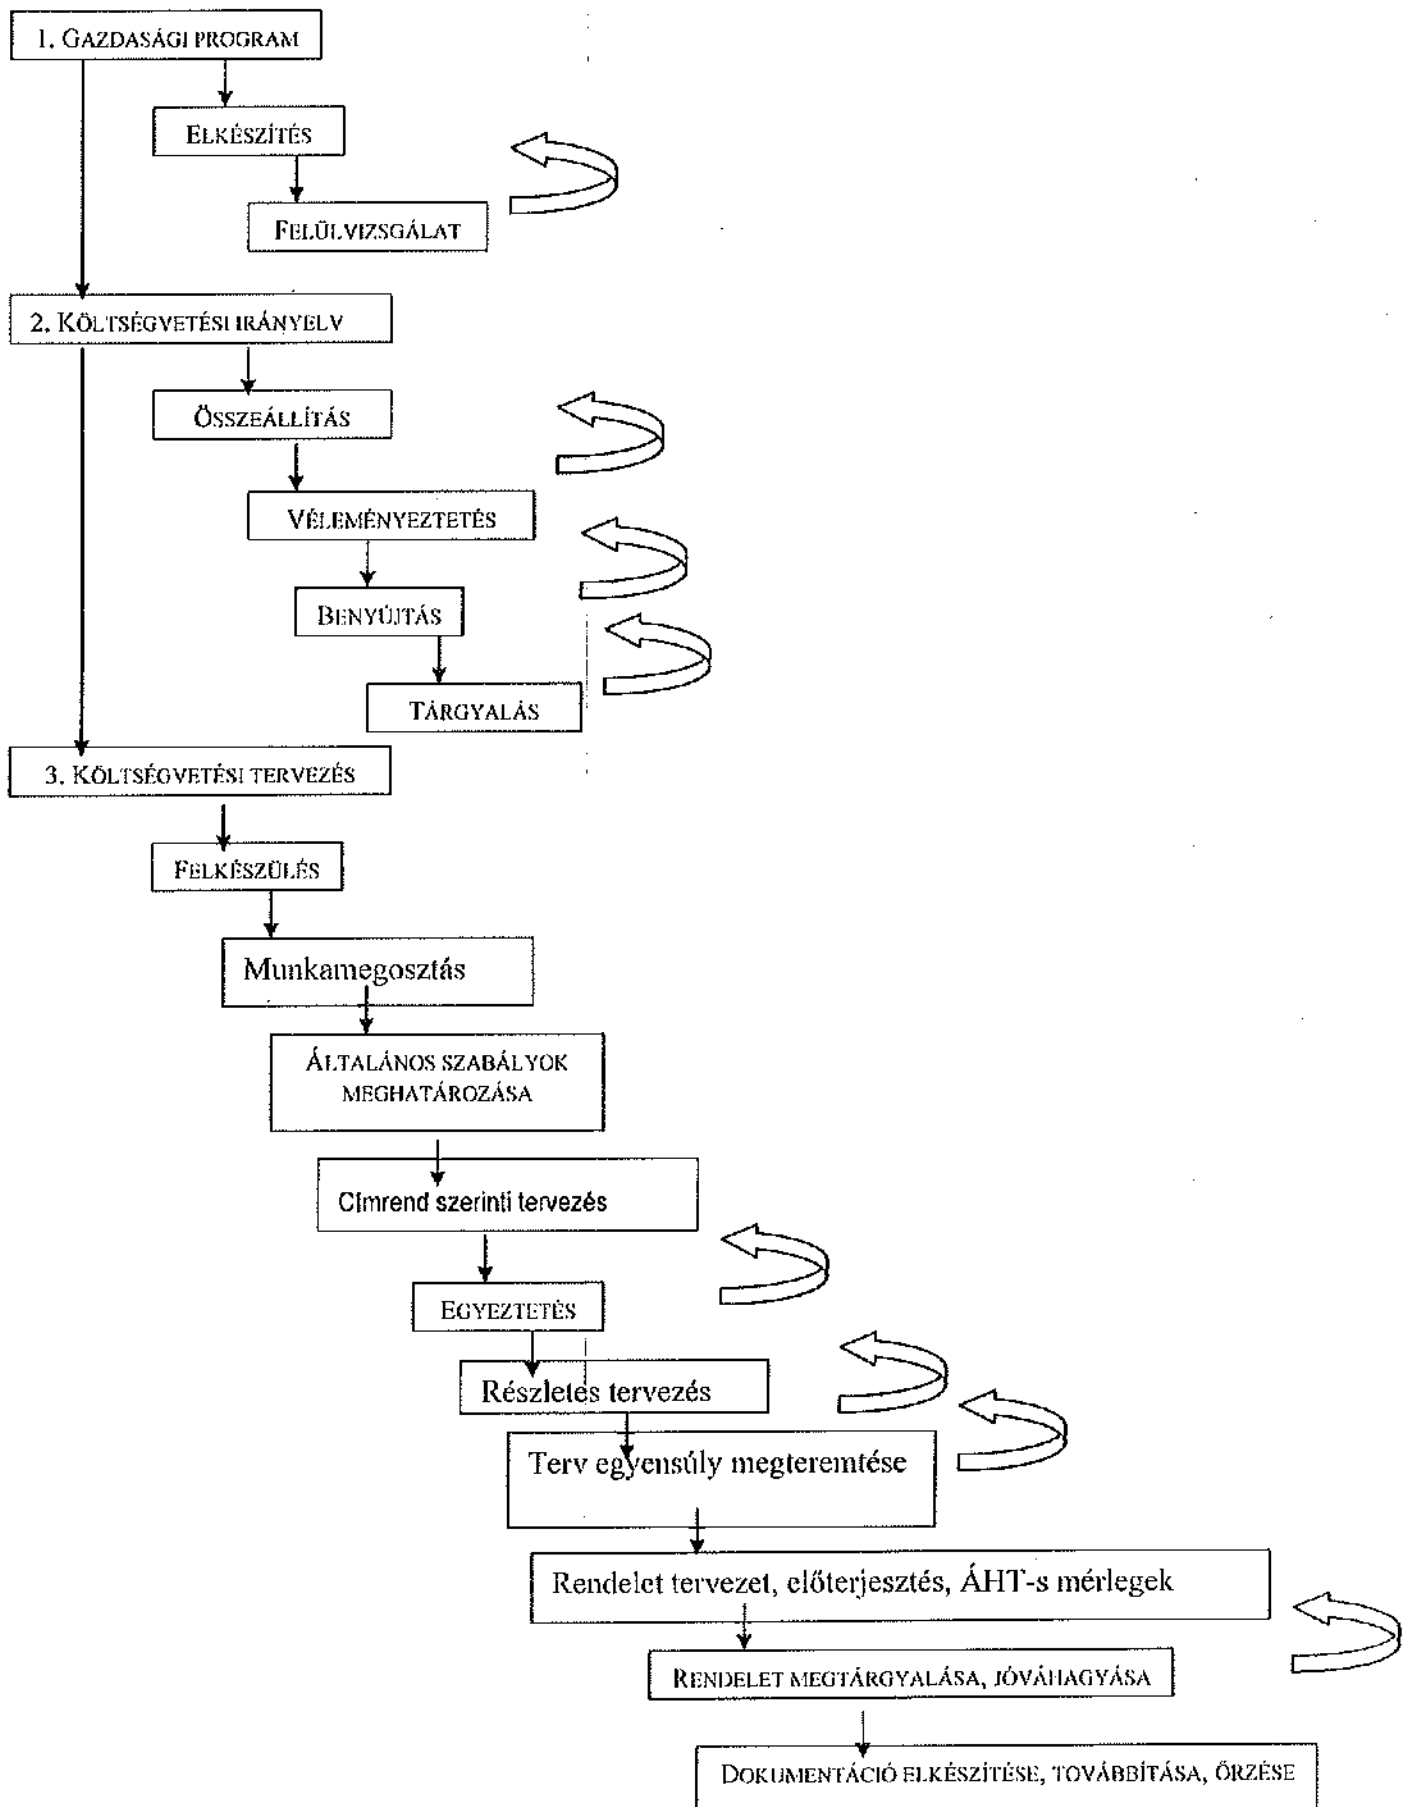 1. GAZDASÁGI PROGRAM
ELKÉSZÍTÉS
FELÜLVIZSGÁLAT
2. KÖLTSÉGVETÉSI IRÁNYELV
ÖSSZEÁLLÍTÁS
VÉLEMÉNYEZTETÉS
BENYÚJTÁS
TÁRGYALÁS
3. KÖLTSÉGVETÉSI TERVEZÉS
FELKÉSZÜLÉS
Munkamegosztás
ÁLTALÁNOS SZABÁLYOK
MEGHATÁROZÁSA
Címrend szerinti tervezés
EGYEZTETÉS
Részletes tervezés
Terv egyensúly megteremtése
Rendelet tervezet, előterjesztés, ÁHT-s mérlegek
RENDELET MEGTÁRGYALÁSA, JÓVÁHAGYÁSA
DOKUMENTÁCIÓ ELKÉSZÍTÉSE, TOVÁBBÍTÁSA, ŐRZÉSE